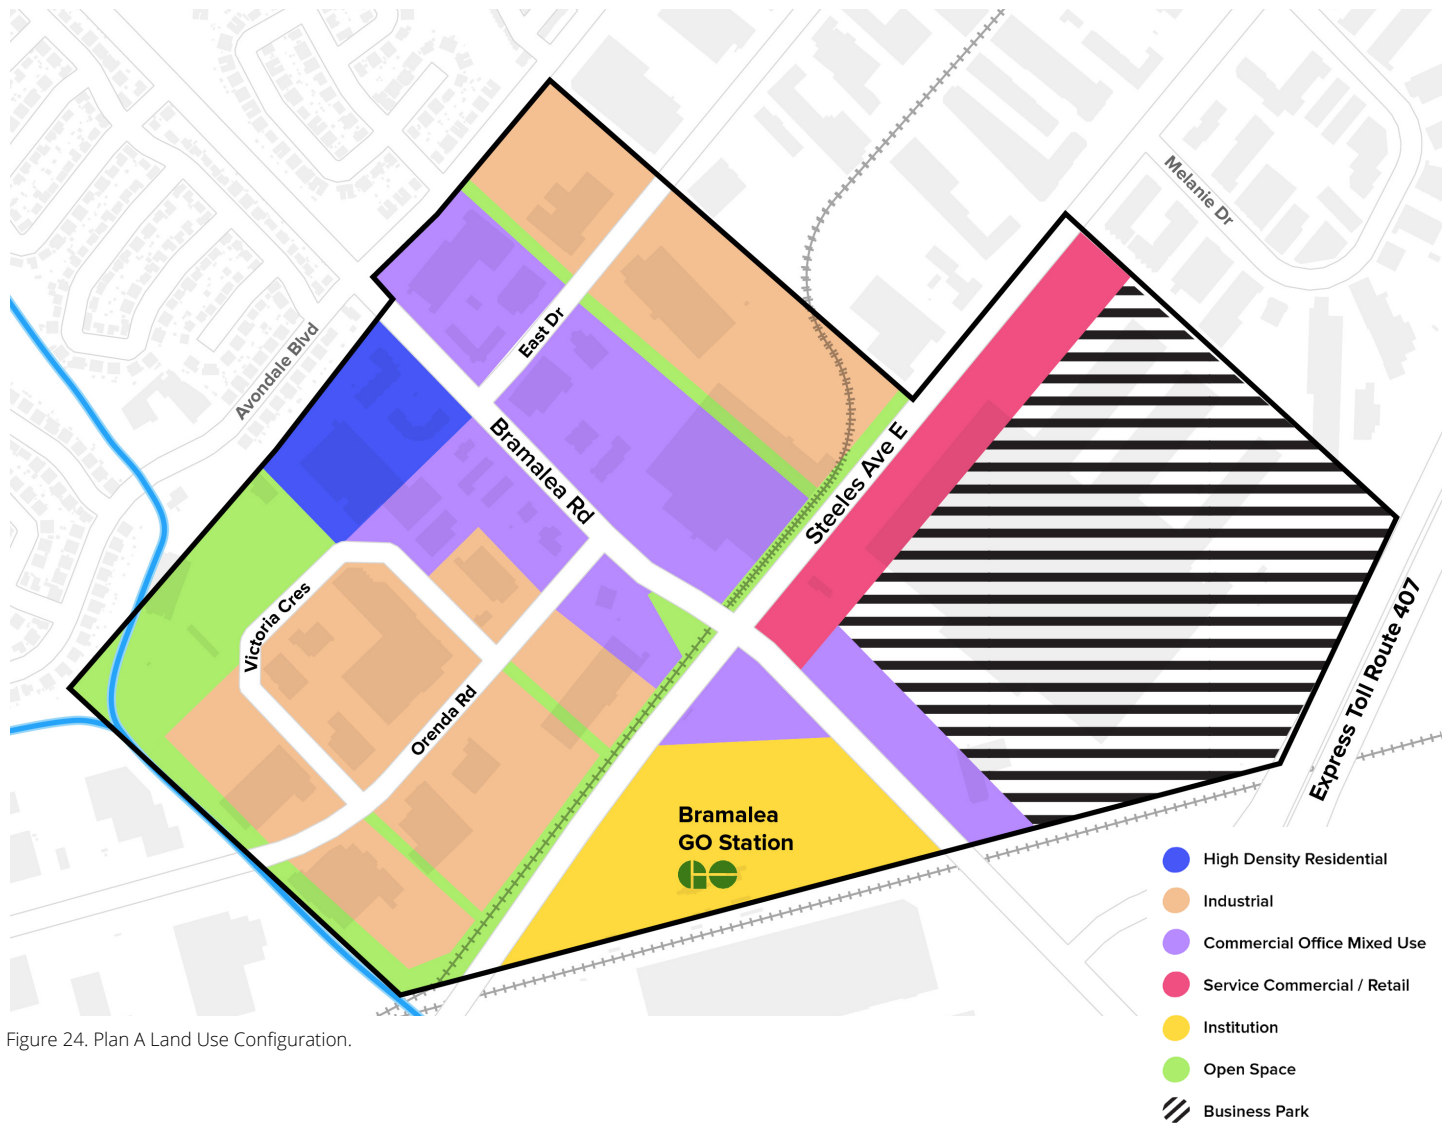 Melanie Dr
East Dr
Avondale Blvd
Bramalea Rd
Steeles Ave E
Victoria Cres
Orenda Rd
Express Toll Route 407
Bramalea
GO Station
High Density Residential
Industrial
Commercial Office Mixed Use
Service Commercial / Retail
Institution
Open Space
Business Park
Figure 24. Plan A Land Use Configuration.